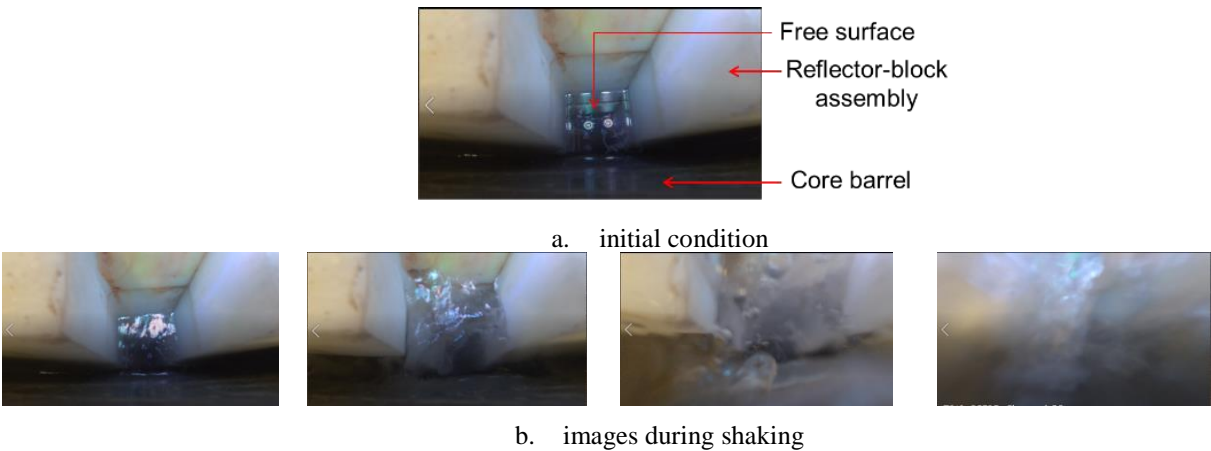 Free surface
Reflector-block
assembly
Core barrel
a. initial condition
b. images during shaking